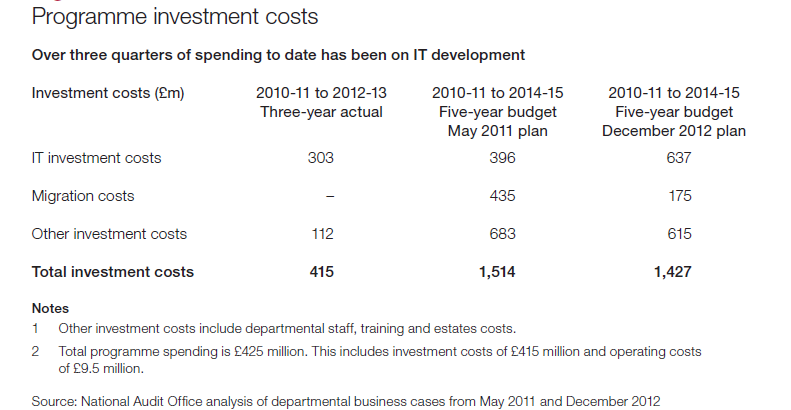 Programme investment costs
Over three quarters of spending to date has been on IT development
Investment costs (£m) 2010-11 to 2012-13 2010-11 to 2014-15 2010-11 to 2014-15
Three-year actual Five-year budget Five-year budget
May 2011 plan December 2012 plan
IT investment costs 303 396 637
Migration costs – 435 175
Other investment costs 112 683 615
Total investment costs 415 1,514 1,427
Notes
1 Other investment costs include departmental staff, training and estates costs.
2 Total programme spending is £425 million. This includes investment costs of £415 million and operating costs
of £9.5 million.
Source: National Audit Office analysis of departmental business cases from May 2011 and December 2012